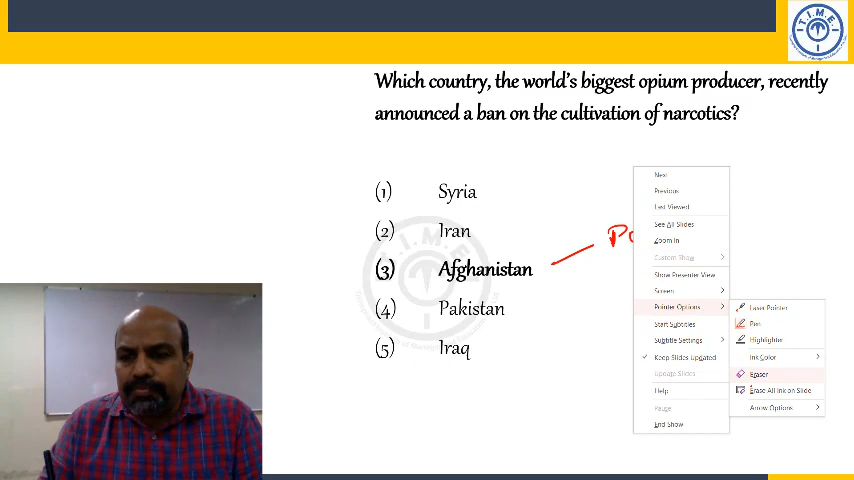 T.I.M.E.
Which country, the world's biggest opium producer, recently
announced a ban on the cultivation of narcotics?
(1) Syria
(2) Iran
(3) Afghanistan
(4) Pakistan
(5) Iraq
T.I.M.E.
Next
Previous
Last Viewed
See All Slides
Zoom In
Custom Show
Show Presenter View
Screen
Pointer Options
Start Subtitles
Subtitle Settings
Keep Slides Updated
Update Slides
Help
Pause
End Show
Laser Pointer
Pen
Highlighter
Ink Color
Eraser
Erase All Ink on Slide
Arrow Options